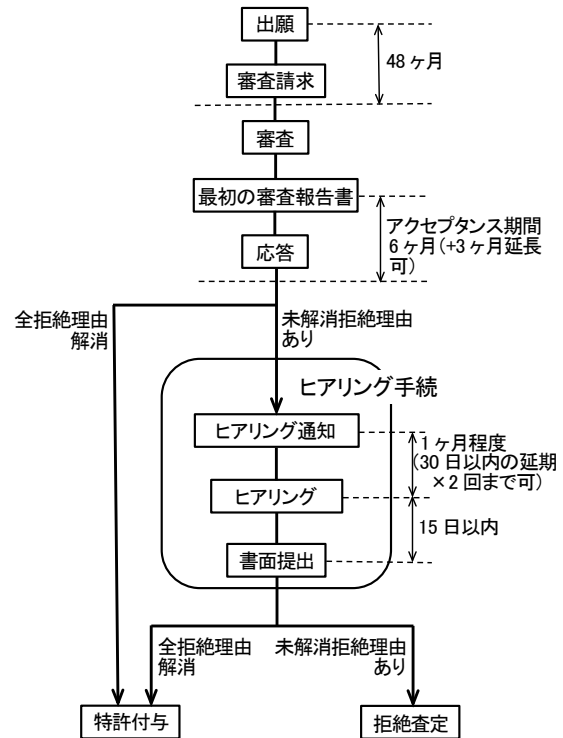 出願
48ヶ月
審査請求
審査
最初の審査報告書
アクセプタンス期間
6ヶ月(+3ヶ月延長
可)
応答
全拒絶理由
解消
未解消拒絶理由
あり
ヒアリング手続
ヒアリング通知
1ヶ月程度
(30日以内の延期
×2回まで可)
ヒアリング
15日以内
書面提出
全拒絶理由
解消
未解消拒絶理由
あり
特許付与
拒絶査定